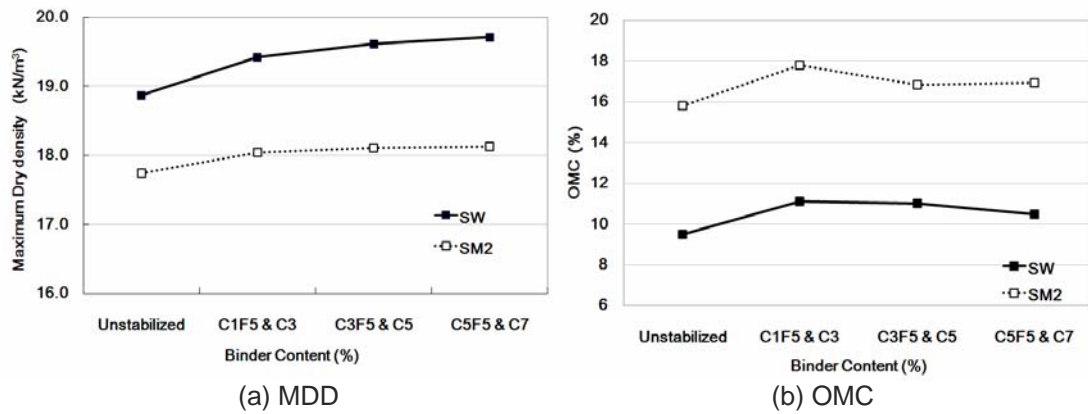 20.0
19.0
18.0
17.0
16.0
Maximum Dry density (kN/m³)
SW
SM2
Unstabilized C1F5 & C3 C3F5 & C5 C5F5 & C7
Binder Content (%)
(a) MDD
20
18
16
14
12
10
8
6
OMC (%)
SW
SM2
Unstabilized C1F5 & C3 C3F5 & C5 C5F5 & C7
Binder Content (%)
(b) OMC